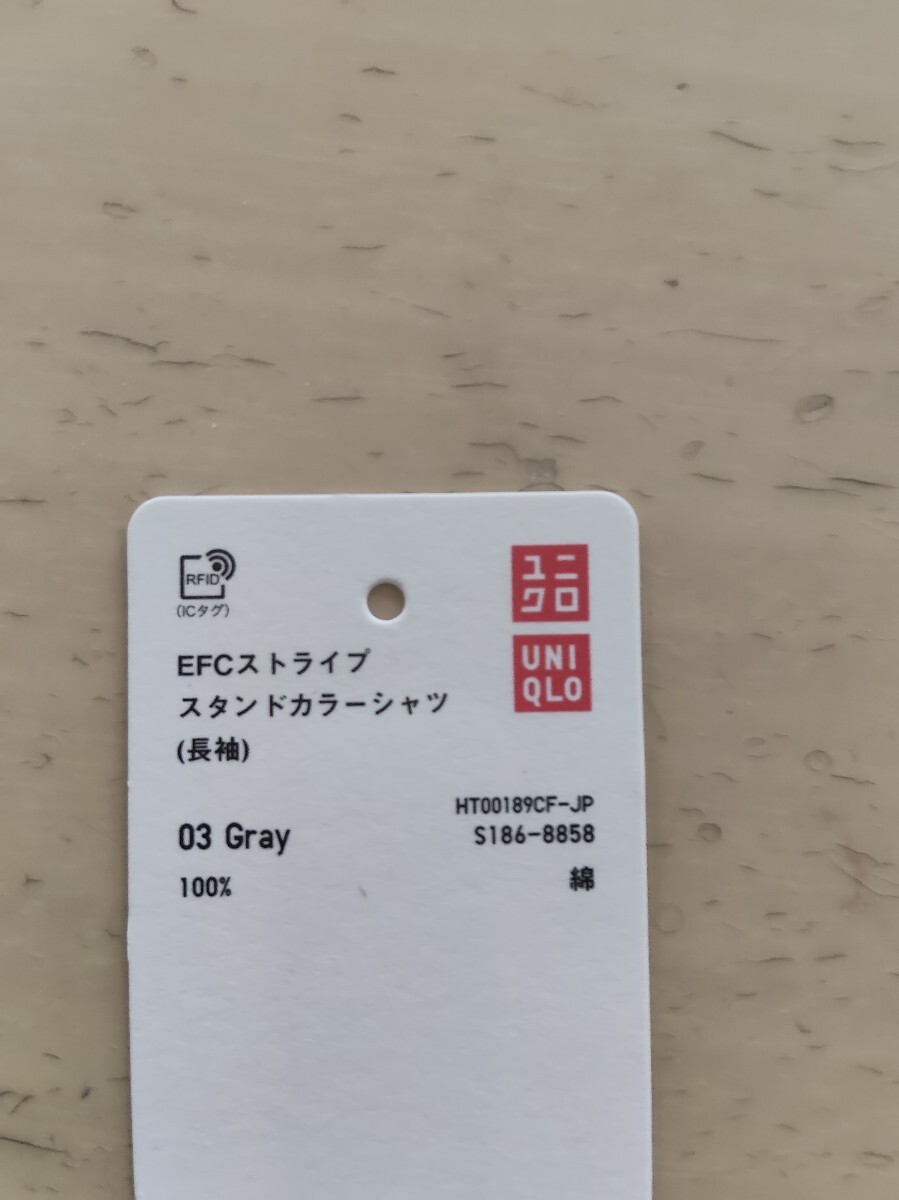 RFID
(ICタグ)
ユニ
クロ
UNI
QLO
EFCストライプ
スタンドカラーシャツ
(長袖)
HT00189CF-JP
03 Gray
S186-8858
100%
綿